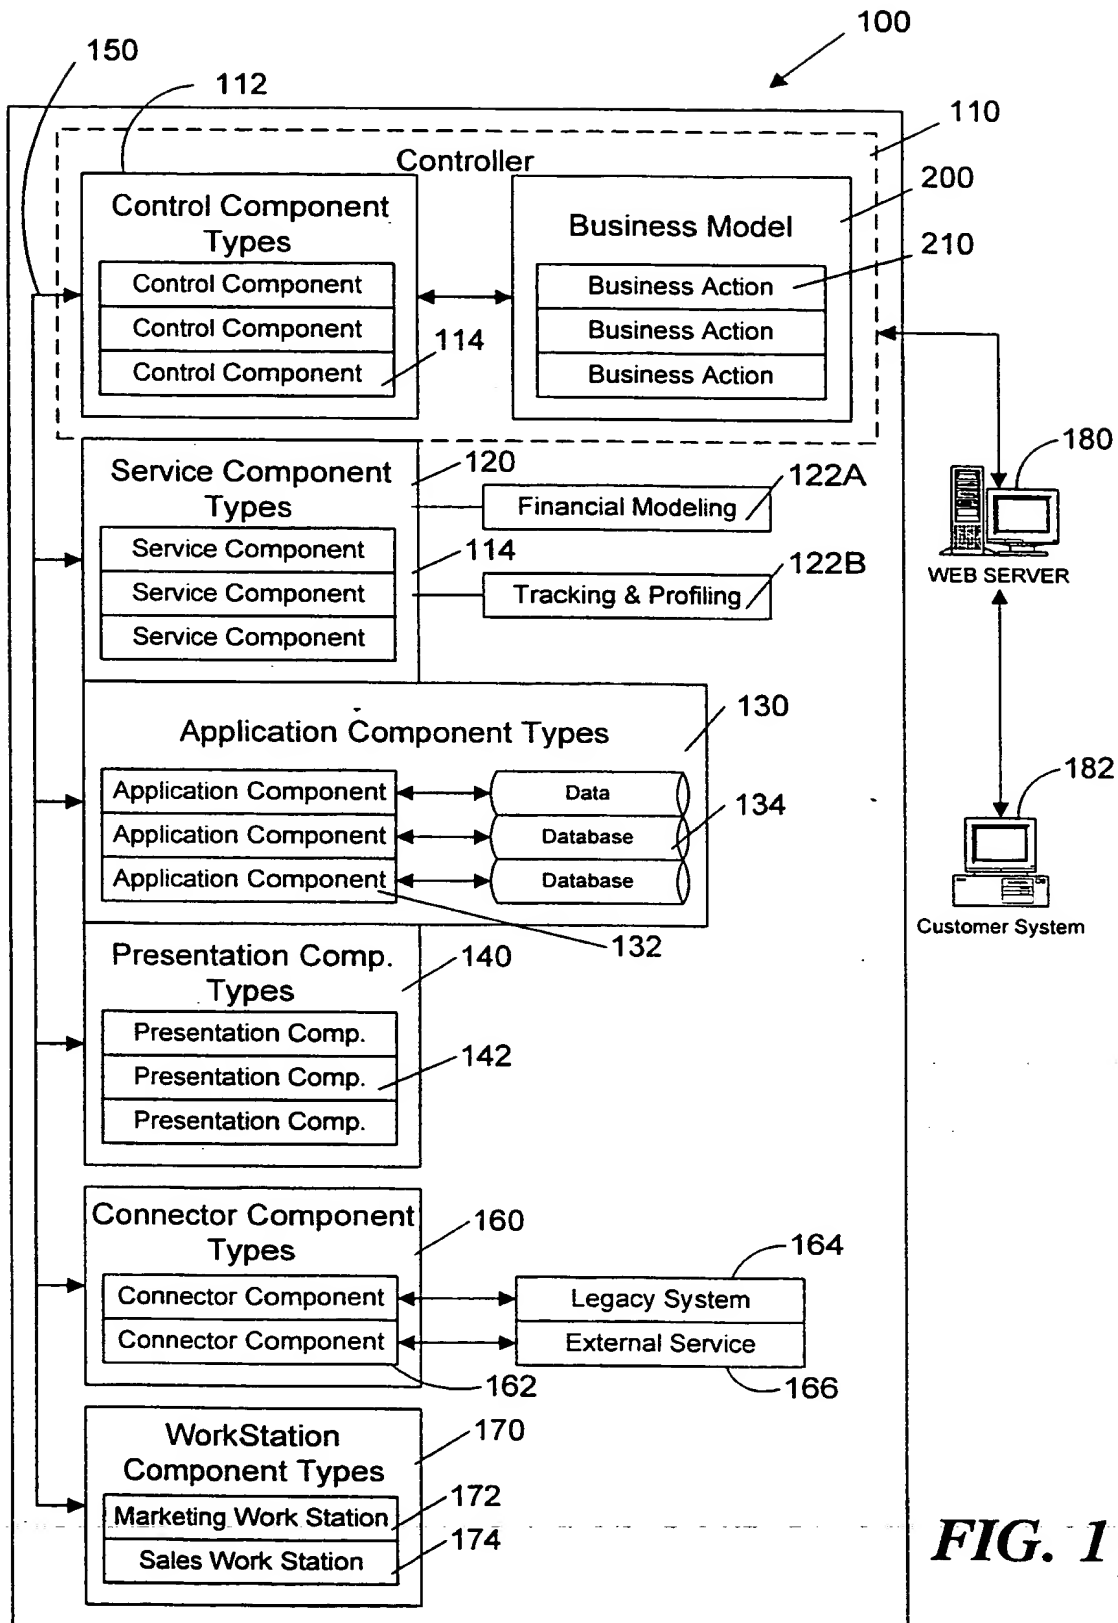 100
150
112
110
Controller
200
Control Component
Types
Business Model
210
Control Component
Control Component
Control Component
114
Business Action
Business Action
Business Action
180
Service Component
Types
120
122A
Financial Modeling
Service Component
Service Component
Service Component
114
122B
Tracking & Profiling
WEB SERVER
130
Application Component Types
182
Application Component
Data
134
Application Component
Database
Application Component
Database
132
Customer System
Presentation Comp.
Types
140
Presentation Comp.
Presentation Comp.
142
Presentation Comp.
Connector Component
Types
160
164
Connector Component
Legacy System
Connector Component
External Service
162
166
WorkStation
Component Types
170
Marketing Work Station
172
Sales Work Station
174
FIG. 1